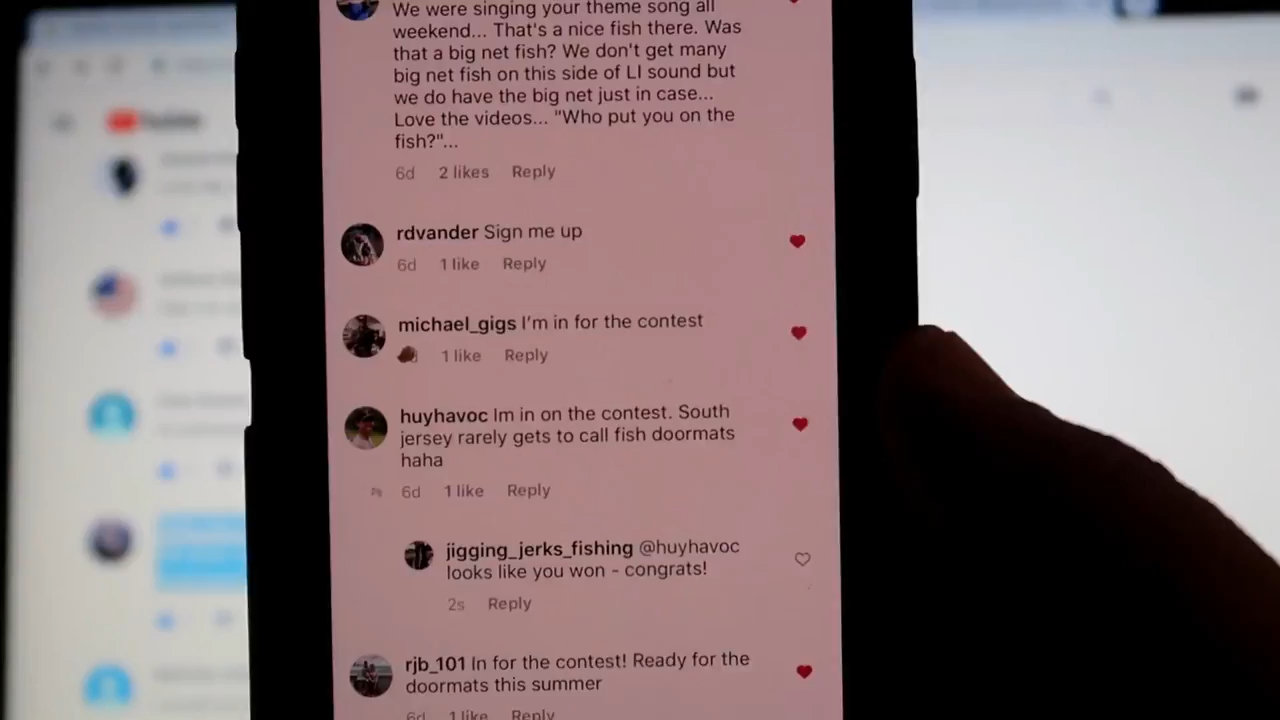 We were singing your theme song all
weekend... That's a nice fish there. Was
that a big net fish? We don't get many
big net fish on this side of LI sound but
we do have the big net just in case...
Love the videos... "Who put you on the
fish?"...
6d 2 likes Reply
rdvander Sign me up
6d 1 like Reply
michael_gigs I'm in for the contest
1 like Reply
huyhavoc Im in on the contest. South
jersey rarely gets to call fish doormats
haha
6d 1 like Reply
jigging_jerks_fishing @huyhavoc
looks like you won - congrats!
2s Reply
rjb_101 In for the contest! Ready for the
doormats this summer
6d 1 like Reply